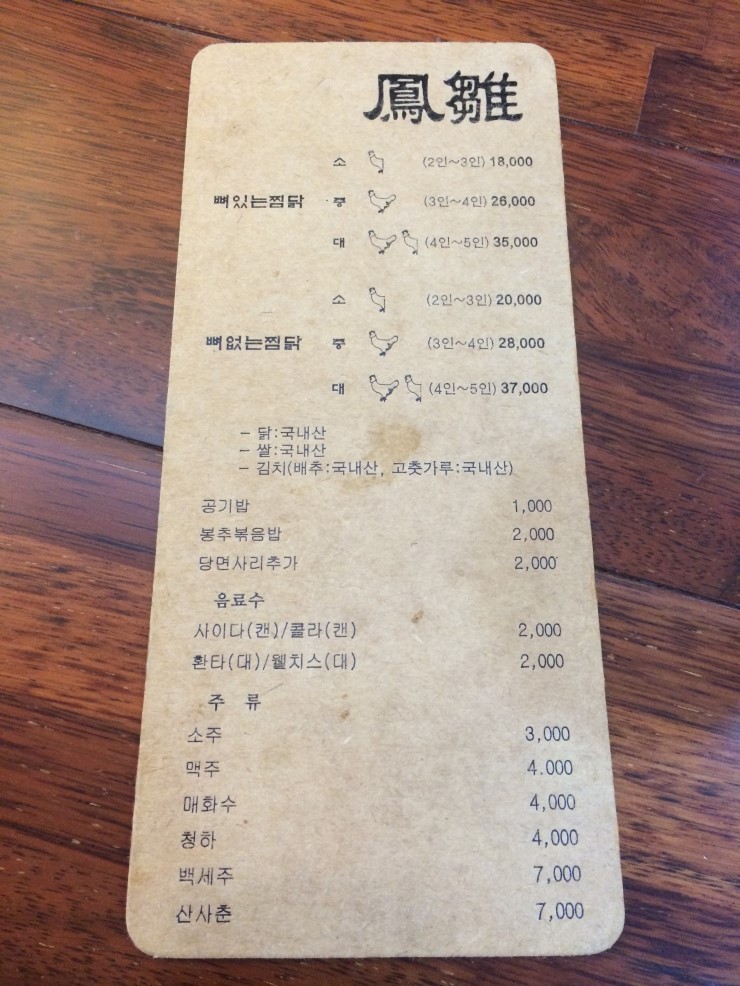 鳳雛
소 (2인~3인) 18,000
뼈있는찜닭 중 (3인~4인) 26,000
대 (4인~5인) 35,000
소 (2인~3인) 20,000
뼈없는찜닭 중 (3인~4인) 28,000
대 (4인~5인) 37,000
- 닭:국내산
- 쌀:국내산
- 김치(배추:국내산, 고춧가루:국내산)
공기밥 1,000
봉추볶음밥 2,000
당면사리추가 2,000
음료수
사이다(캔)/콜라(캔) 2,000
환타(대)/웰치스(대) 2,000
주 류
소주 3,000
맥주 4.000
매화수 4,000
청하 4,000
백세주 7,000
산사춘 7,000